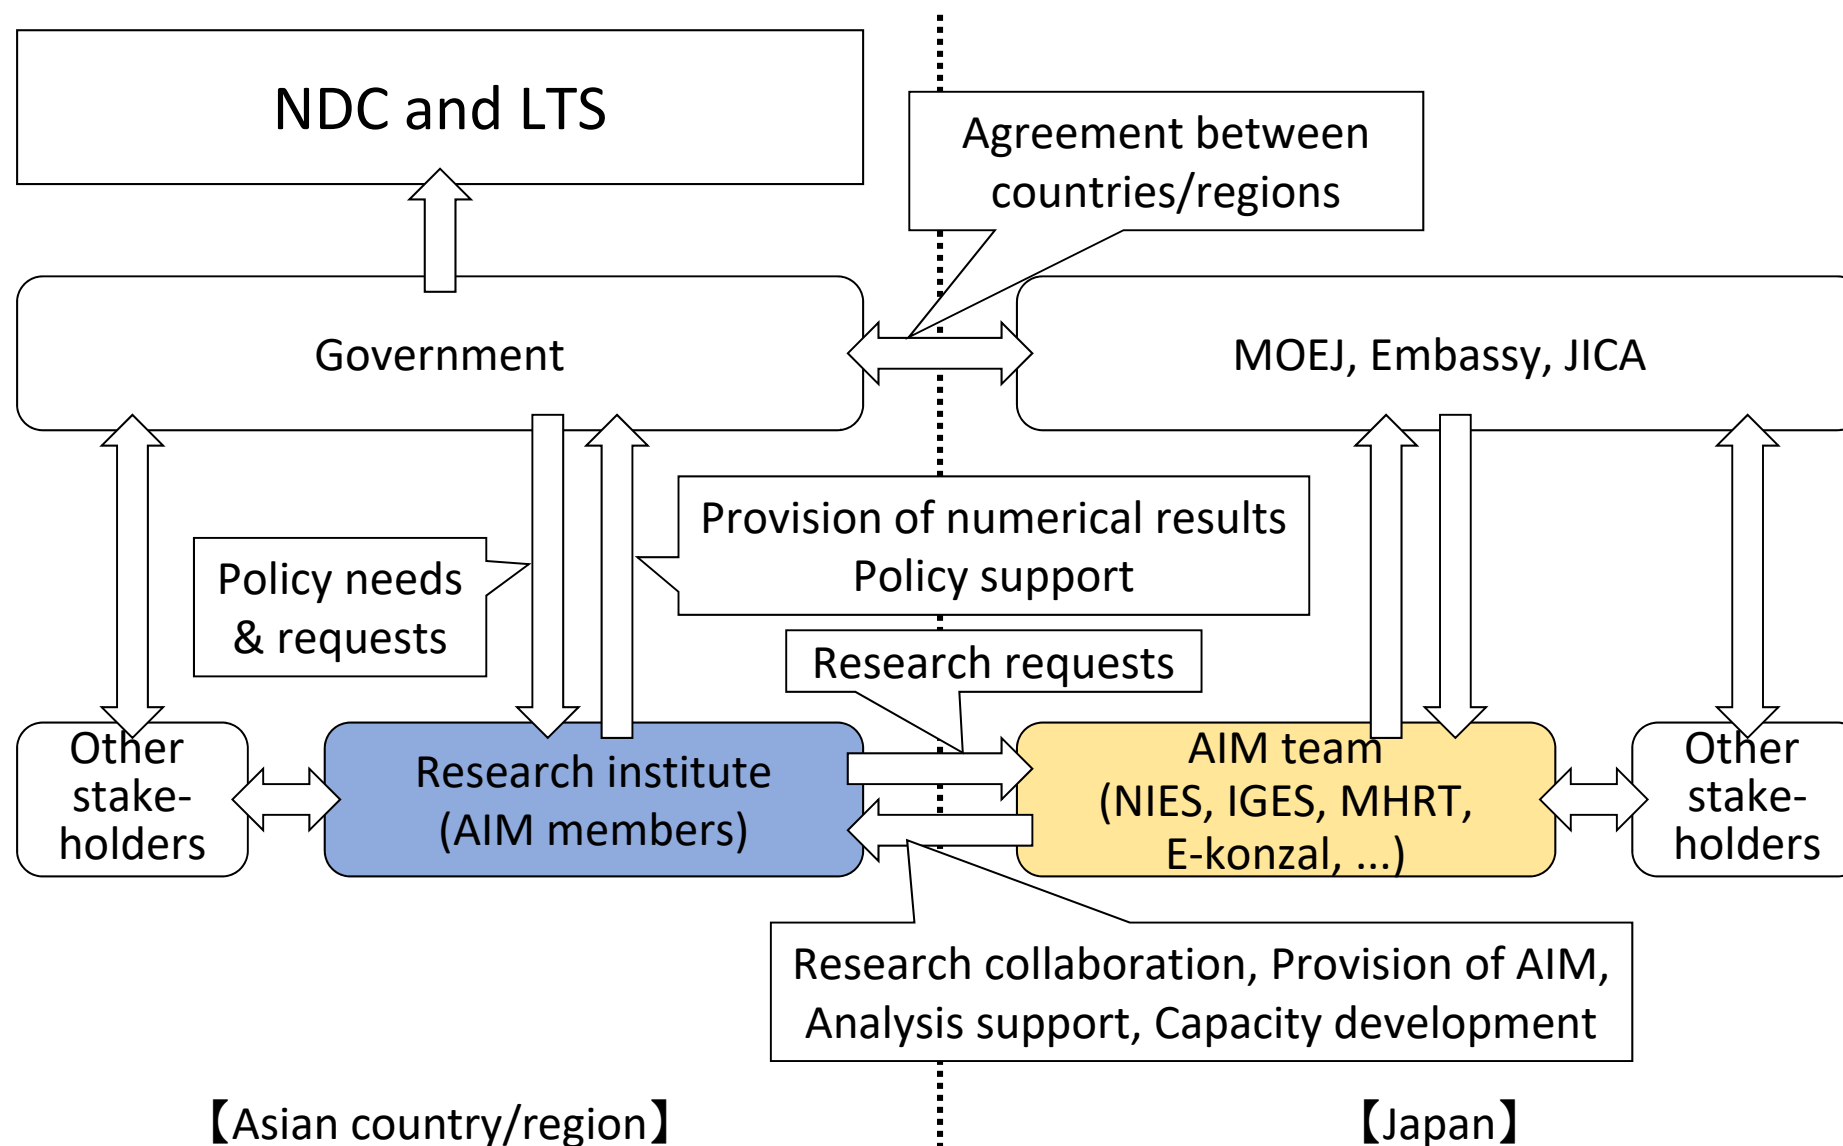 NDC and LTS
Agreement between
countries/regions
Government
MOEJ, Embassy, JICA
Provision of numerical results
Policy support
Policy needs
& requests
Research requests
Other
stake-
holders
Research institute
(AIM members)
AIM team
(NIES, IGES, MHRT,
E-konzal, ...)
Other
stake-
holders
Research collaboration, Provision of AIM,
Analysis support, Capacity development
【Asian country/region】
【Japan】